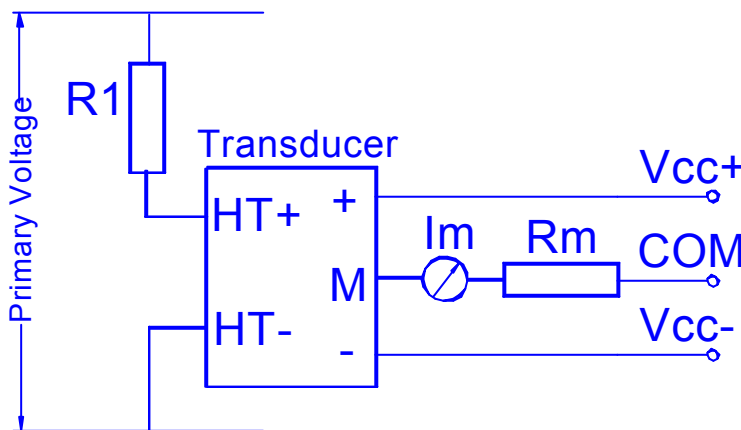 Primary Voltage
R1
Transducer
HT+
HT-
+
M
-
Im
Rm
Vcc+
COM
Vcc-